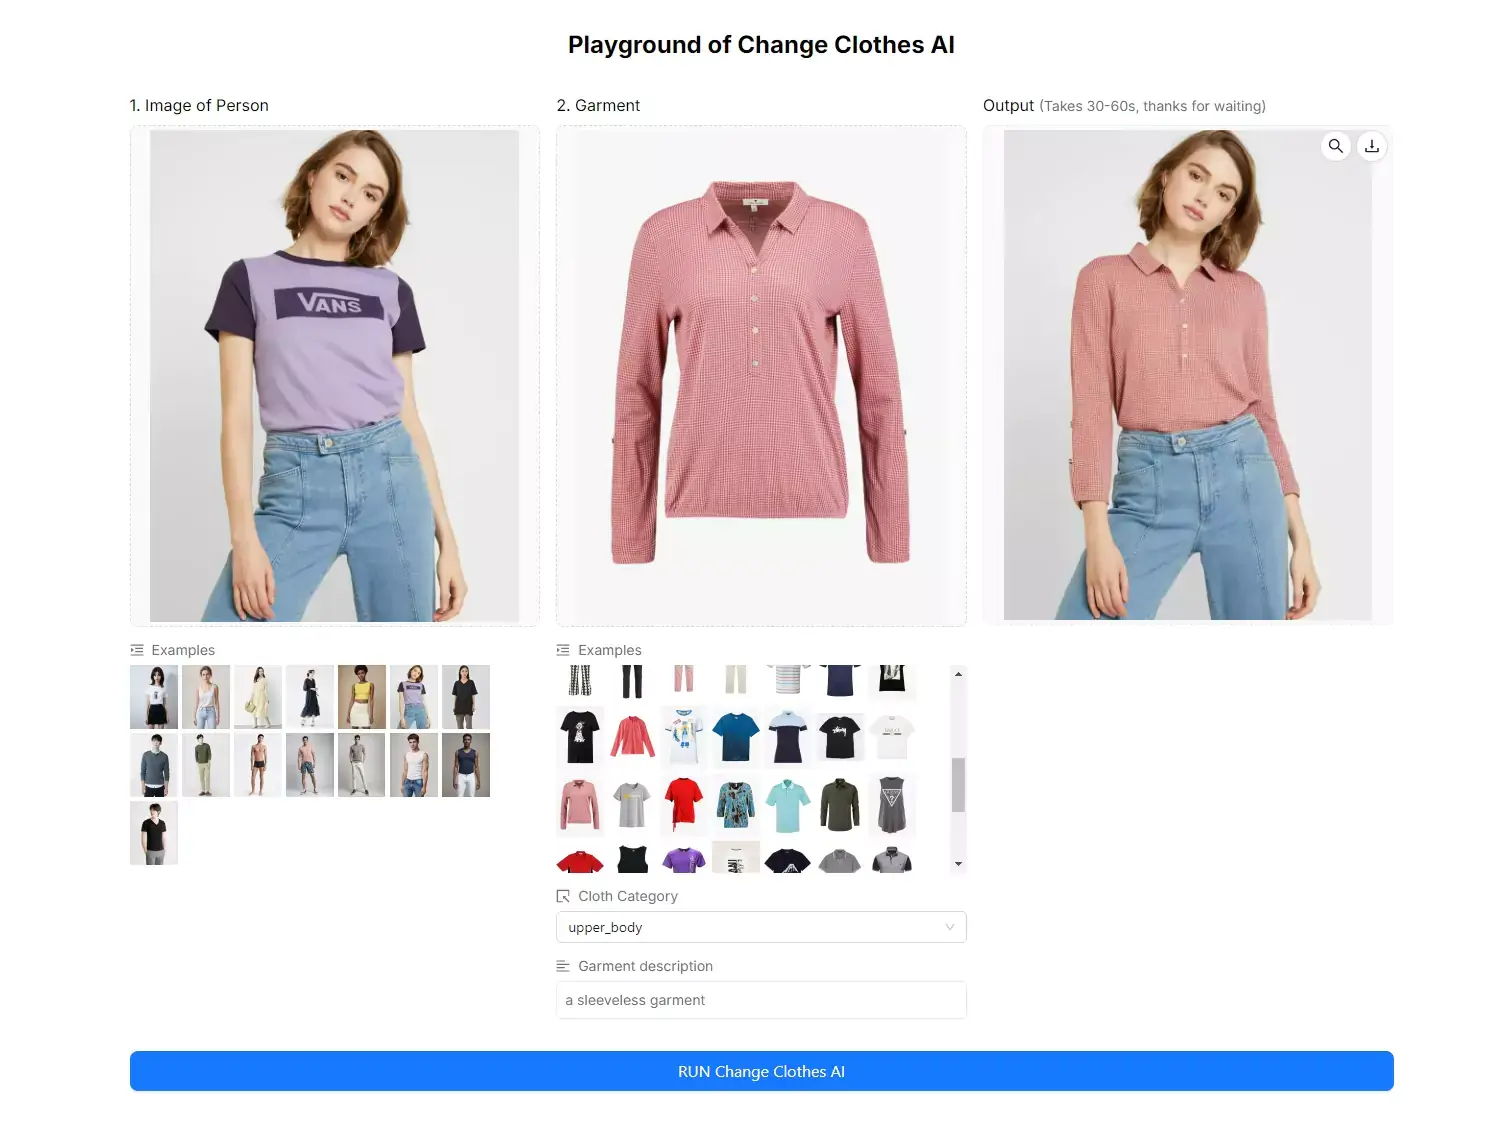 Playground of Change Clothes AI
1. Image of Person
2. Garment
Output (Takes 30-60s, thanks for waiting)
VANS
Examples
Examples
Cloth Category
upper_body
Garment description
a sleeveless garment
RUN Change Clothes AI